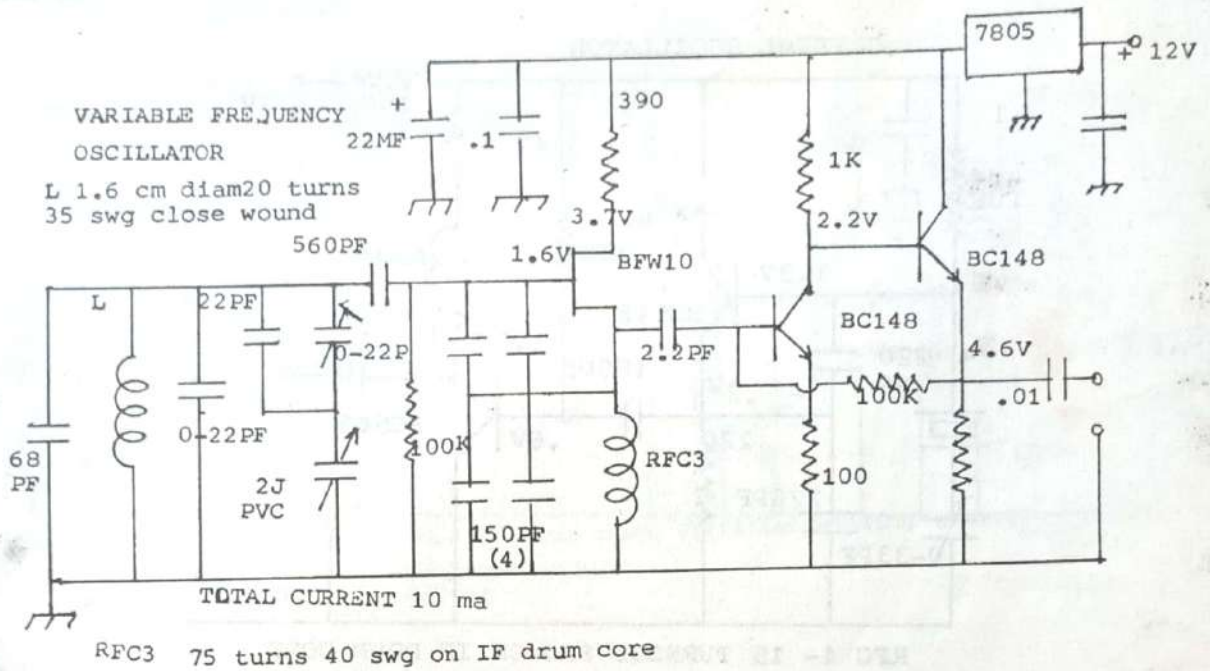 7805
+ 12V
VARIABLE FREQUENCY
OSCILLATOR
L 1.6 cm diam20 turns
35 swg close wound
+
22MF
.1
390
3.7V
1K
2.2V
560PF
1.6V
BFW10
BC148
L
22PF
0-22P
0-22PF
2.2PF
BC148
4.6V
100K
.01
68
PF
100K
RFC3
100
2J
PVC
150PF
(4)
TOTAL CURRENT 10 ma
RFC3 75 turns 40 swg on IF drum core